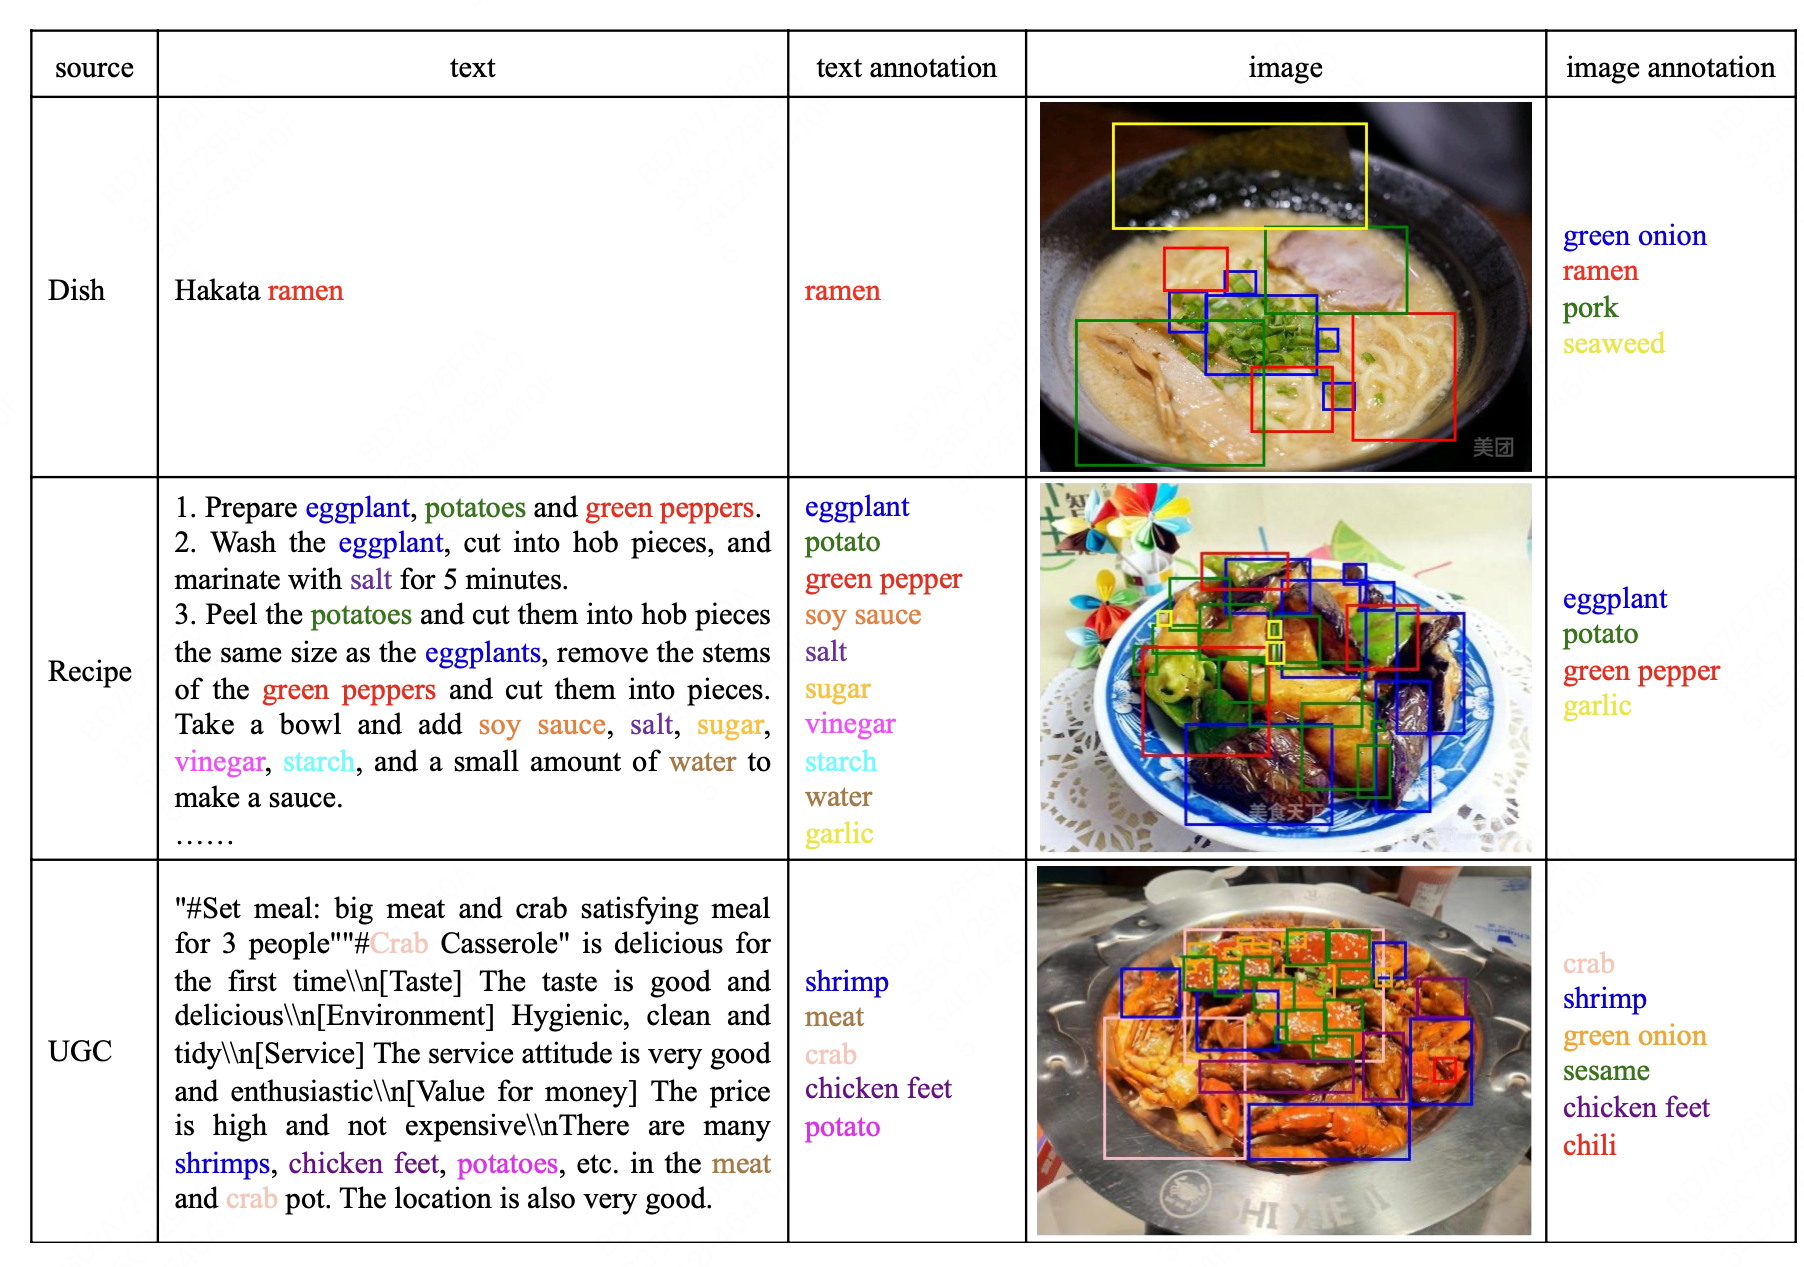 source text text annotation image image annotation
Dish
Hakata ramen
ramen
美团
green onion
ramen
pork
seaweed
Recipe
1. Prepare eggplant, potatoes and green peppers.
2. Wash the eggplant, cut into hob pieces, and
marinate with salt for 5 minutes.
3. Peel the potatoes and cut them into hob pieces
the same size as the eggplants, remove the stems
of the green peppers and cut them into pieces.
Take a bowl and add soy sauce, salt, sugar,
vinegar, starch, and a small amount of water to
make a sauce.
……
eggplant
potato
green pepper
soy sauce
salt
sugar
vinegar
starch
water
garlic
美食天下
eggplant
potato
green pepper
garlic
UGC
"#Set meal: big meat and crab satisfying meal
for 3 people""#Crab Casserole" is delicious for
the first time\\n[Taste] The taste is good and
delicious\\n[Environment] Hygienic, clean and
tidy\\n[Service] The service attitude is very good
and enthusiastic\\n[Value for money] The price
is high and not expensive\\nThere are many
shrimps, chicken feet, potatoes, etc. in the meat
and crab pot. The location is also very good.
shrimp
meat
crab
chicken feet
potato
crab
shrimp
green onion
sesame
chicken feet
chili